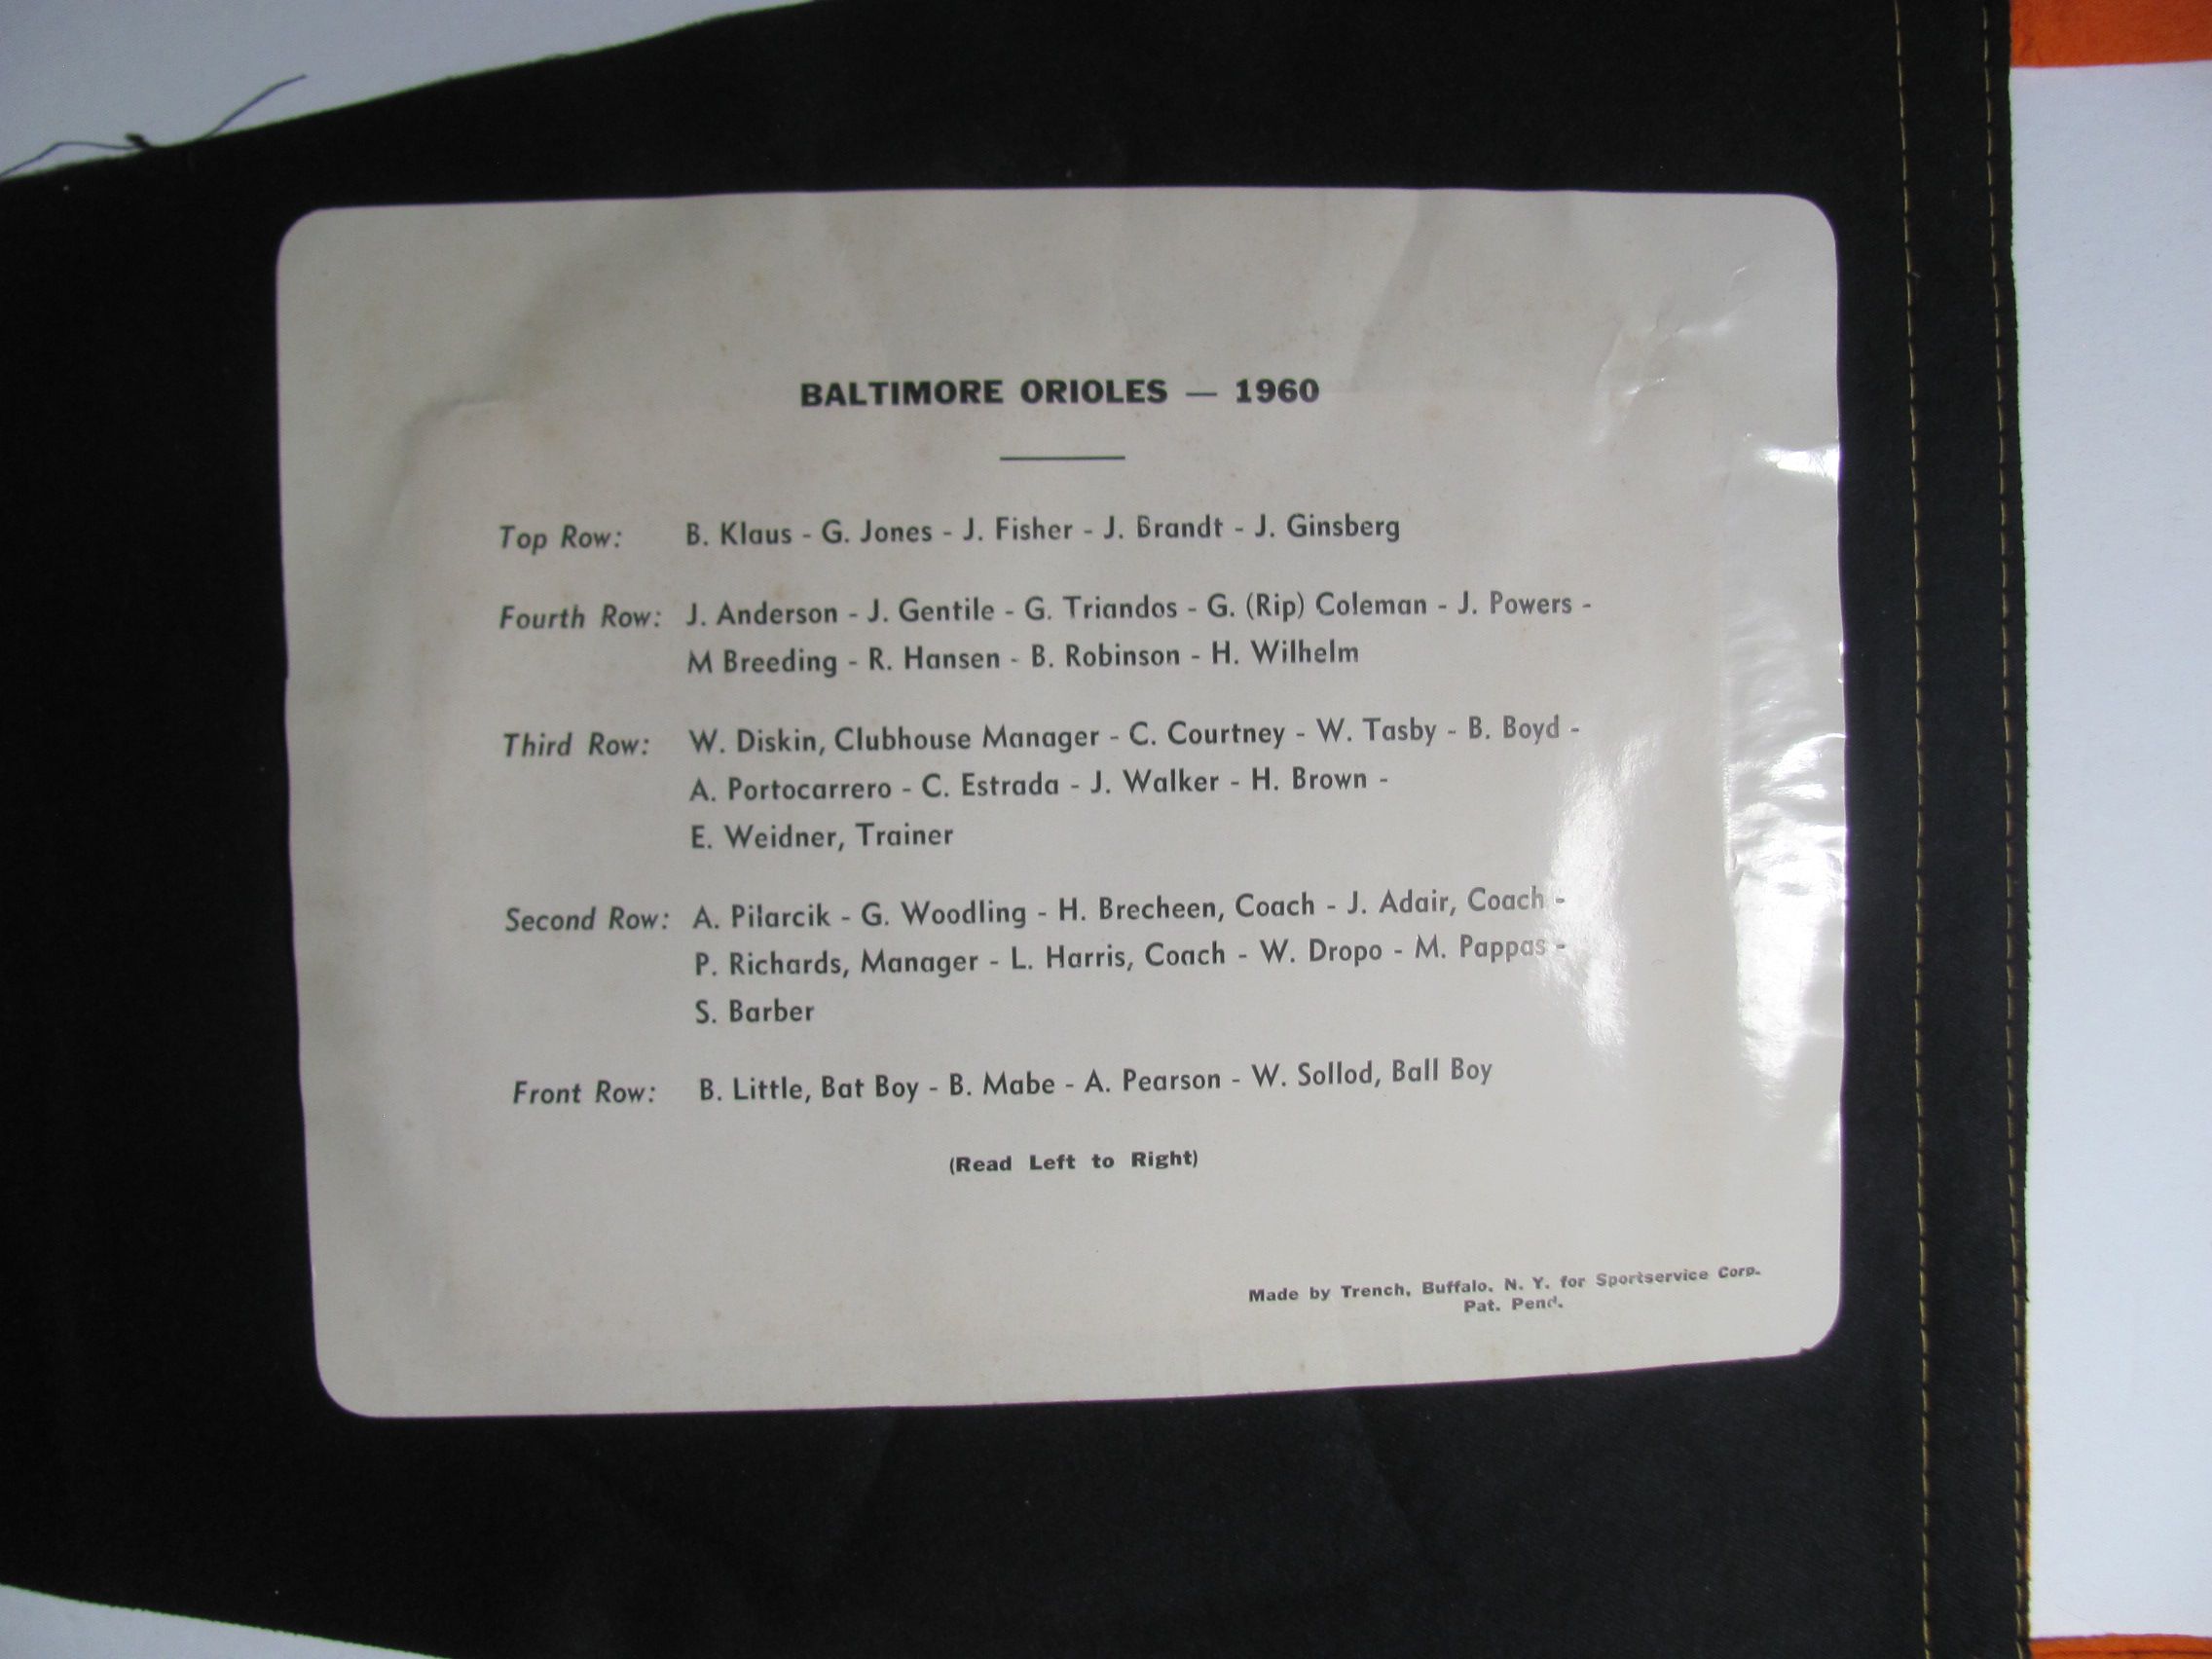 BALTIMORE ORIOLES — 1960
Top Row: B. Klaus - G. Jones - J. Fisher - J. Brandt - J. Ginsberg
Fourth Row: J. Anderson - J. Gentile - G. Triandos - G. (Rip) Coleman - J. Powers -
M Breeding - R. Hansen - B. Robinson - H. Wilhelm
Third Row: W. Diskin, Clubhouse Manager - C. Courtney - W. Tasby - B. Boyd -
A. Portocarrero - C. Estrada - J. Walker - H. Brown -
E. Weidner, Trainer
Second Row: A. Pilarcik - G. Woodling - H. Brecheen, Coach - J. Adair, Coach -
P. Richards, Manager - L. Harris, Coach - W. Dropo - M. Pappas -
S. Barber
Front Row: B. Little, Bat Boy - B. Mabe - A. Pearson - W. Sollod, Ball Boy
(Read Left to Right)
Made by Trench, Buffalo, N. Y. for Sportservice Corp.
Pat. Pend.